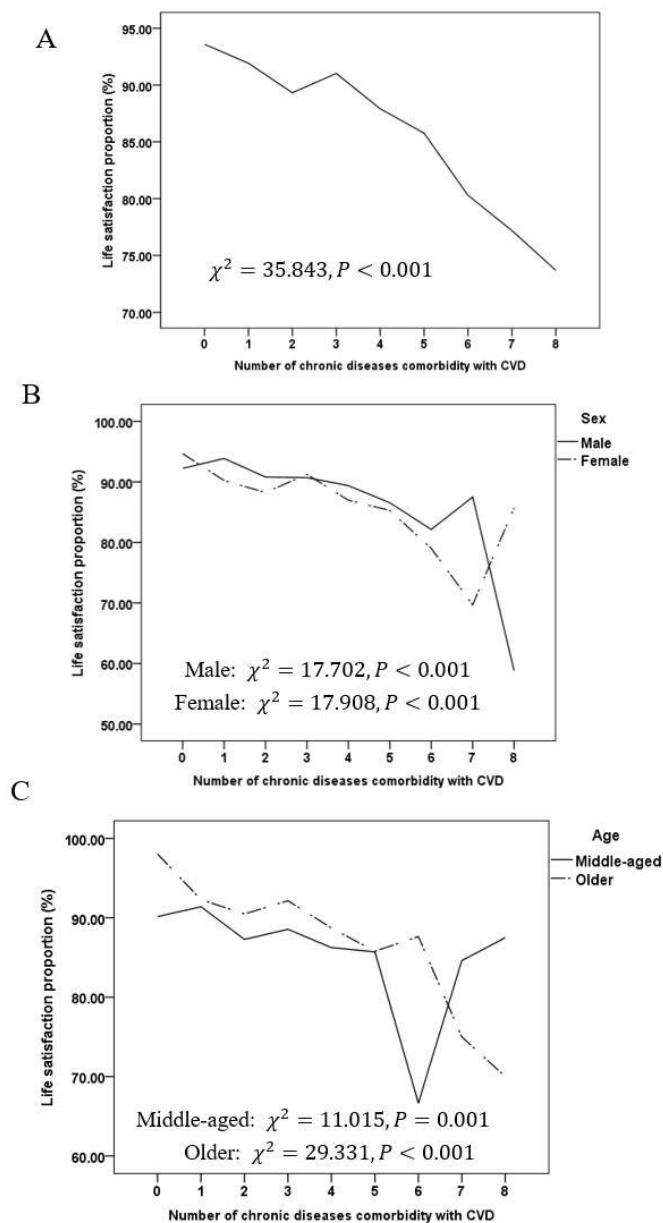 A
95.00
90.00
85.00
80.00
75.00
70.00
Life satisfaction proportion (%)
χ² = 35.843, P < 0.001
0 1 2 3 4 5 6 7 8
Number of chronic diseases comorbidity with CVD
B
100.00
90.00
80.00
70.00
60.00
50.00
Life satisfaction proportion (%)
Sex
Male
Female
Male: χ² = 17.702, P < 0.001
Female: χ² = 17.908, P < 0.001
0 1 2 3 4 5 6 7 8
Number of chronic diseases comorbidity with CVD
C
100.00
90.00
80.00
70.00
60.00
Life satisfaction proportion (%)
Age
Middle-aged
Older
Middle-aged: χ² = 11.015, P = 0.001
Older: χ² = 29.331, P < 0.001
0 1 2 3 4 5 6 7 8
Number of chronic diseases comorbidity with CVD